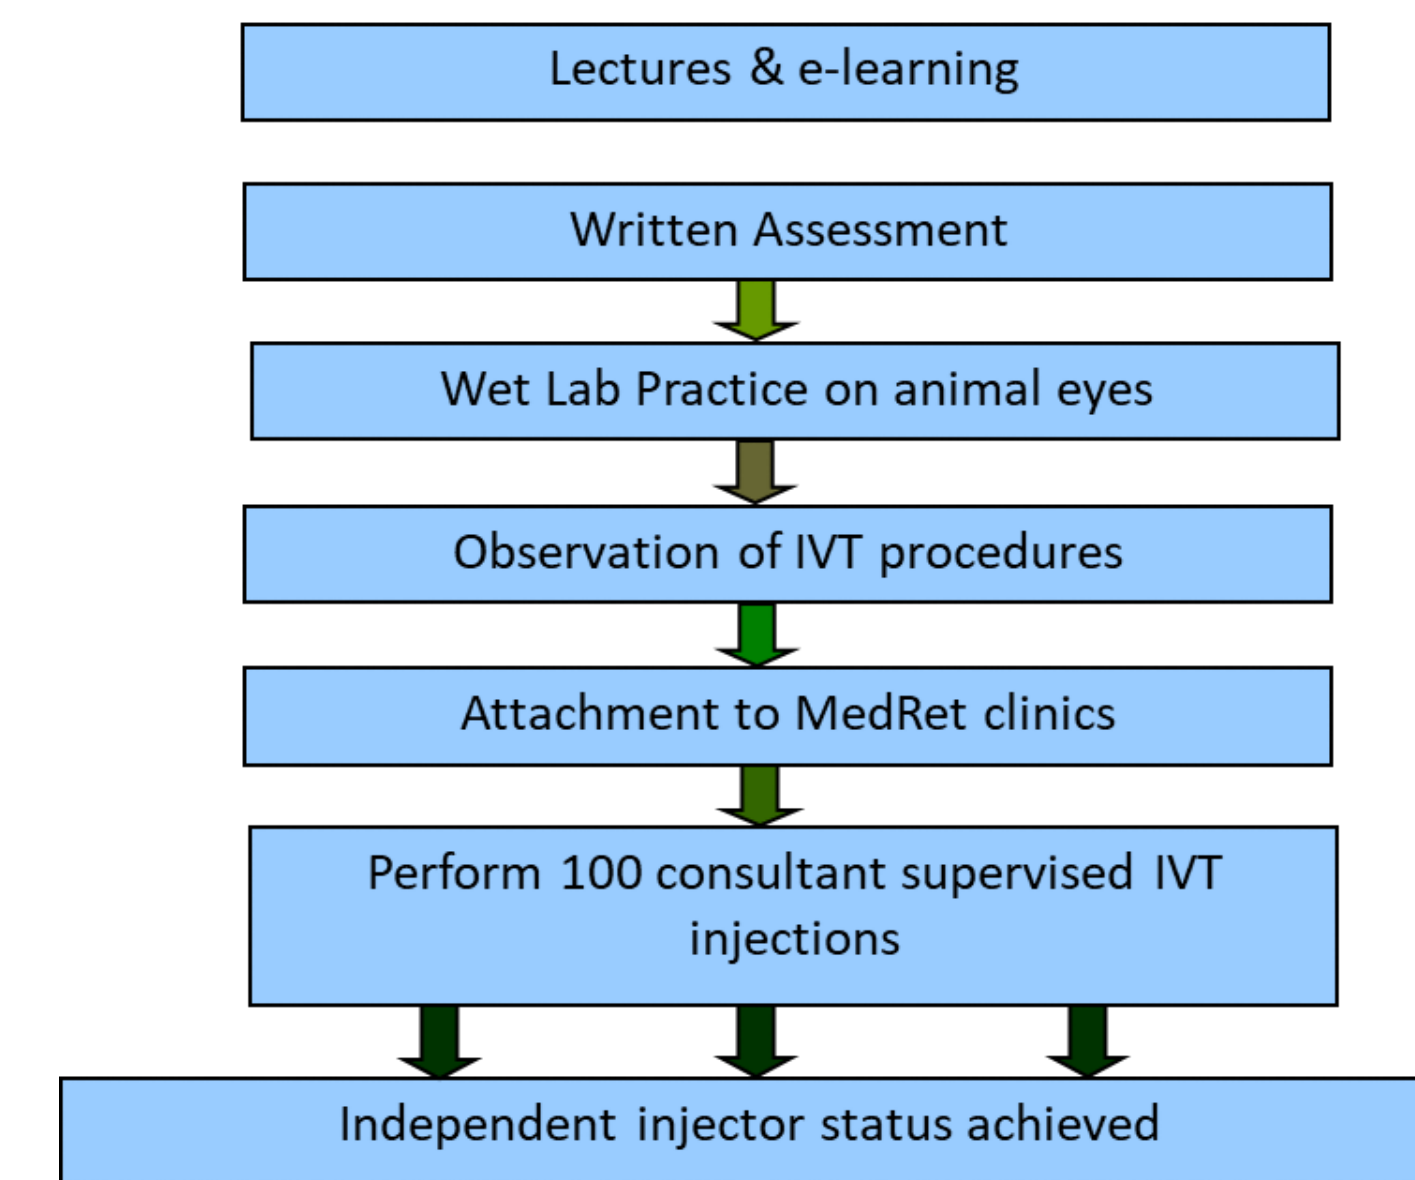 Lectures & e-learning
Written Assessment
Wet Lab Practice on animal eyes
Observation of IVT procedures
Attachment to MedRet clinics
Perform 100 consultant supervised IVT
injections
Independent injector status achieved